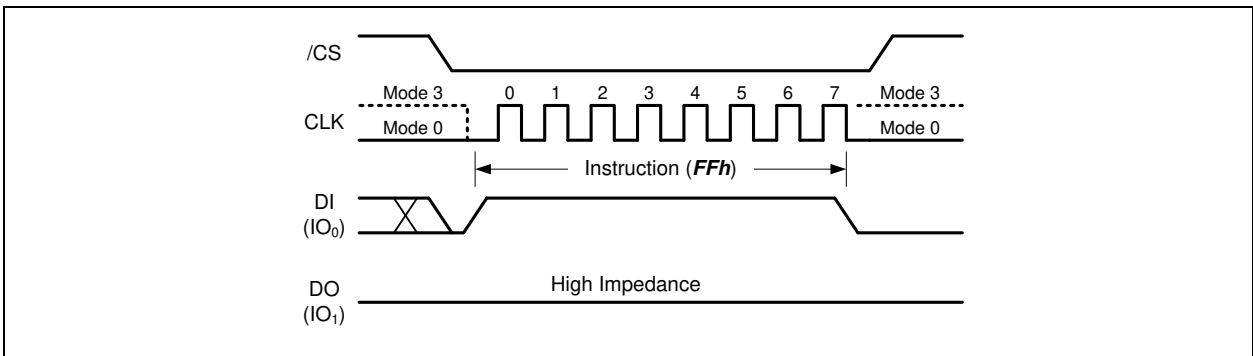 /CS
Mode 3 0 1 2 3 4 5 6 7 Mode 3
CLK
Mode 0 Mode 0
Instruction (FFh)
DI
(IO₀)
High Impedance
DO
(IO₁)